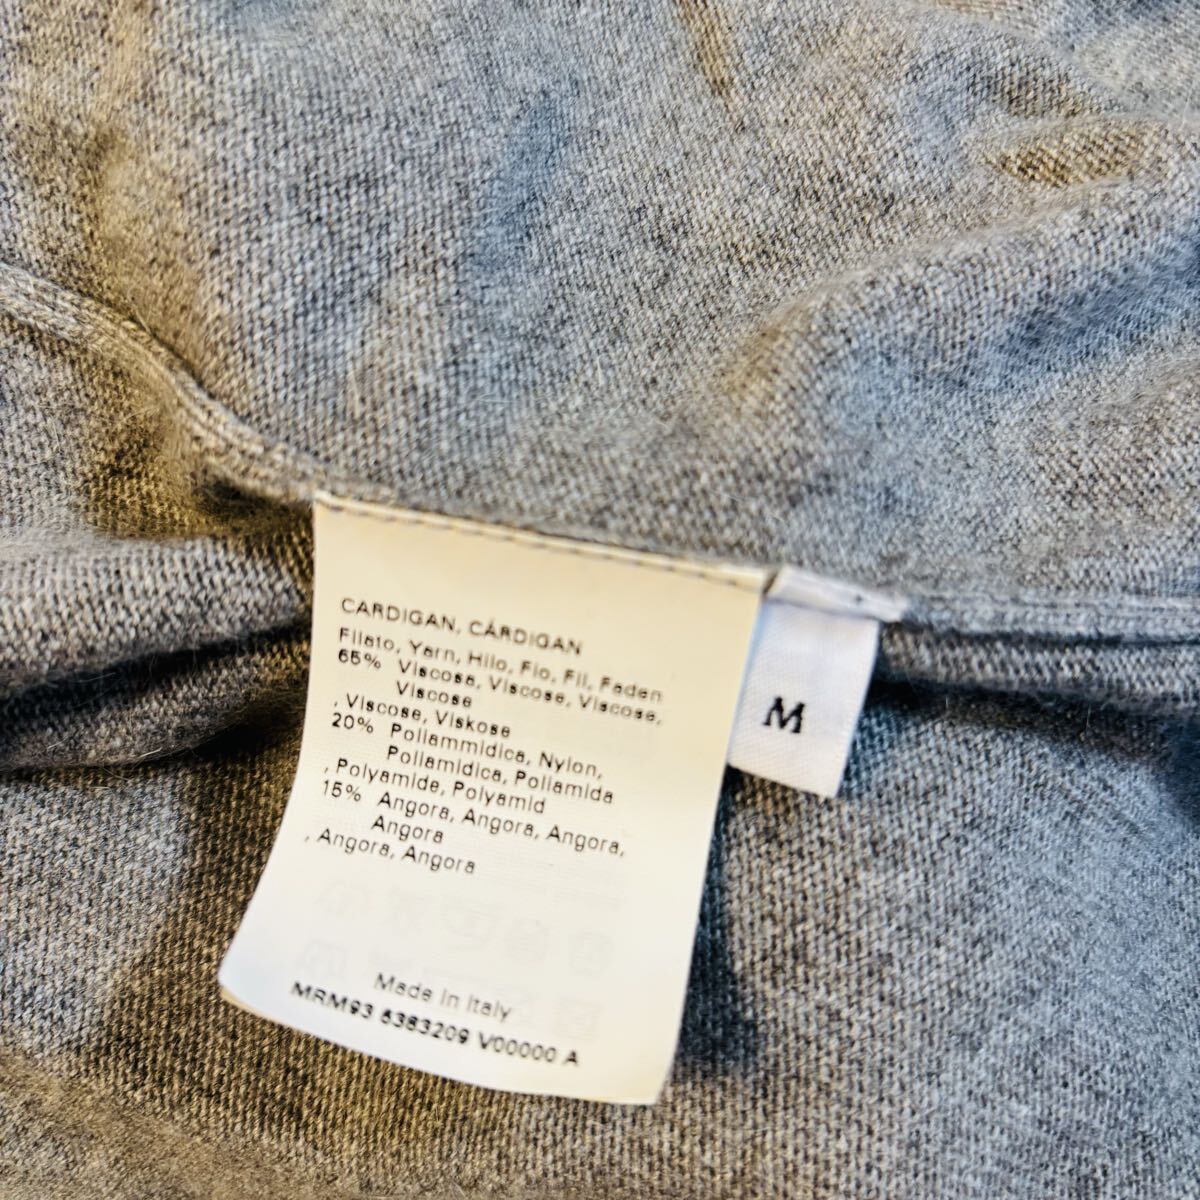 CARDIGAN, CÁRDIGAN
Filato, Yarn, Hilo, Fio, Fil, Faden
65% Viscosa, Viscose, Viscosa,
Viscose
, Viscose, Viskose
20% Poliammidica, Nylon,
Poliamidica, Poliamida
, Polyamide, Polyamid
15% Angora, Angora, Angora,
Angora
, Angora, Angora
Made in Italy
MRM93 6383209 V00000 A
M